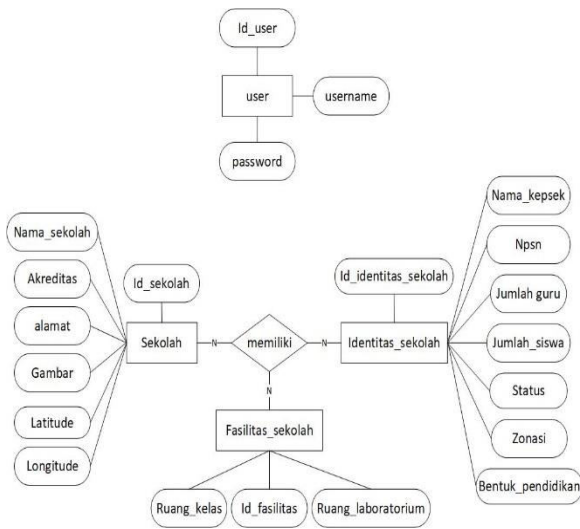 Id_user
user
username
password
Nama_sekolah
Akreditas
alamat
Gambar
Latitude
Longitude
Id_sekolah
Sekolah
N
memiliki
N
N
Id_identitas_sekolah
Identitas_sekolah
Nama_kepsek
Npsn
Jumlah guru
Jumlah_siswa
Status
Zonasi
Bentuk_pendidikan
Fasilitas_sekolah
Ruang_kelas
Id_fasilitas
Ruang_laboratorium